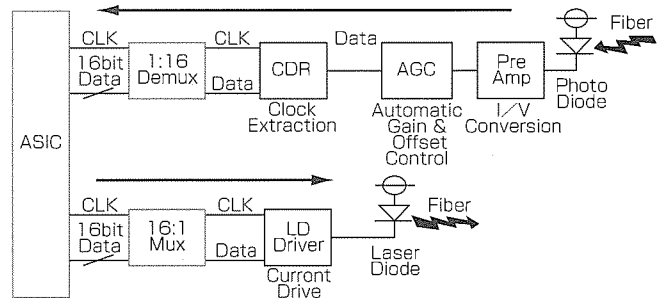 Fiber
CLK
CLK
Data
16bit
Data
1:16
Demux
Data
CDR
AGC
Pre
Amp
Photo
Diode
Clock
Extraction
Automatic
Gain &
Offset
Control
I/V
Conversion
ASIC
CLK
CLK
Fiber
16bit
Data
16:1
Mux
Data
LD
Driver
Laser
Diode
Curront
Drive